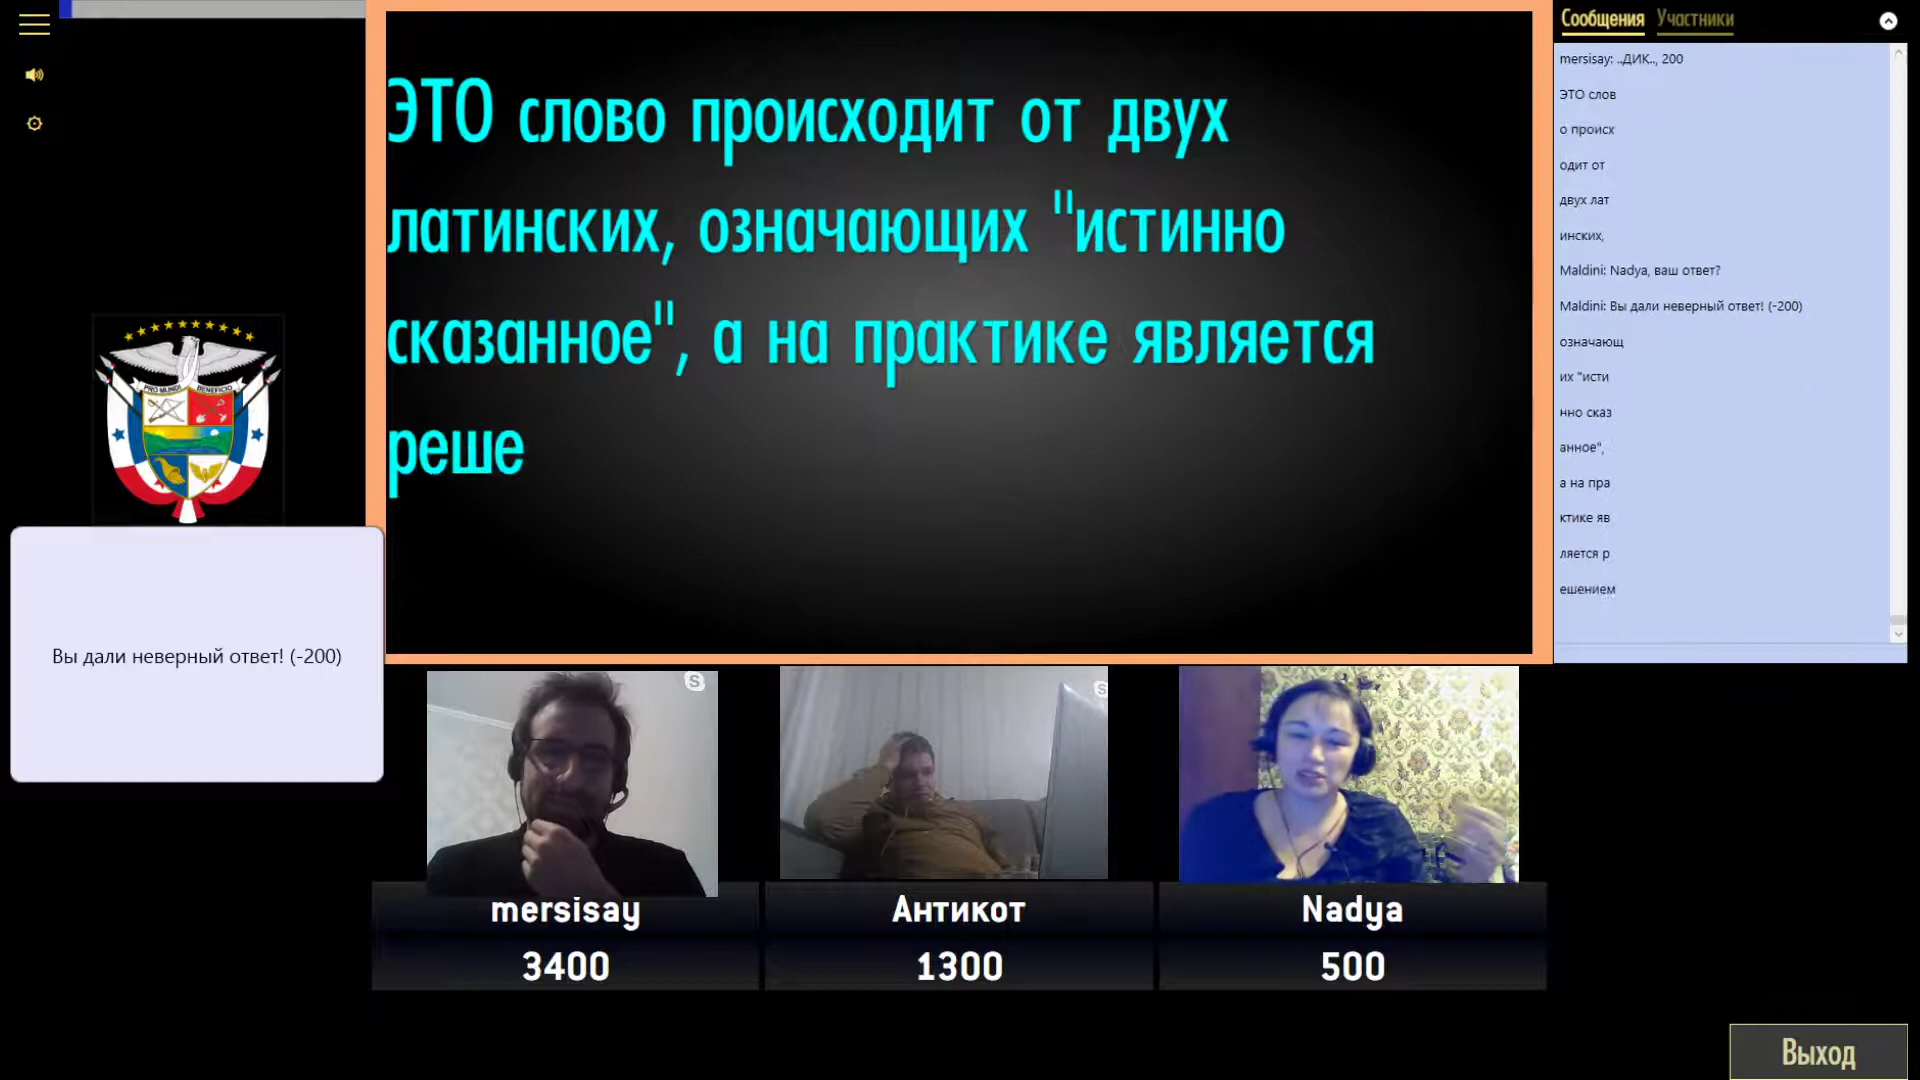 ЭТО слово происходит от двух
латинских, означающих "истинно
сказанное", а на практике является
реше
Сообщения Участники
mersisay: ..ДИК.., 200
ЭТО слов
о происх
одит от
двух лат
инских,
Maldini: Nadya, ваш ответ?
Maldini: Вы дали неверный ответ! (-200)
означающ
их "исти
нно сказ
анное",
а на пра
ктике яв
ляется р
ешением
PRO MUNDI BENEFICIO
Вы дали неверный ответ! (-200)
S
S
mersisay
3400
Антикот
1300
Nadya
500
Выход